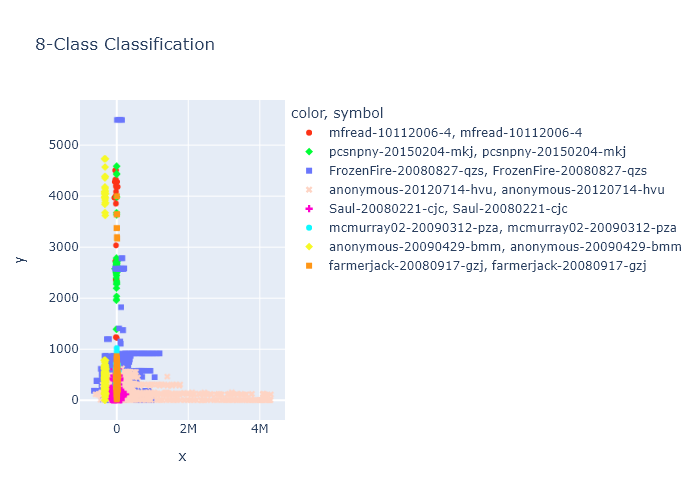 8-Class Classification
color, symbol
mfread-10112006-4, mfread-10112006-4
pcsnpny-20150204-mkj, pcsnpny-20150204-mkj
FrozenFire-20080827-qzs, FrozenFire-20080827-qzs
anonymous-20120714-hvu, anonymous-20120714-hvu
Saul-20080221-cjc, Saul-20080221-cjc
mcmurray02-20090312-pza, mcmurray02-20090312-pza
anonymous-20090429-bmm, anonymous-20090429-bmm
farmerjack-20080917-gzj, farmerjack-20080917-gzj
y
5000
4000
3000
2000
1000
0
0 2M 4M
x